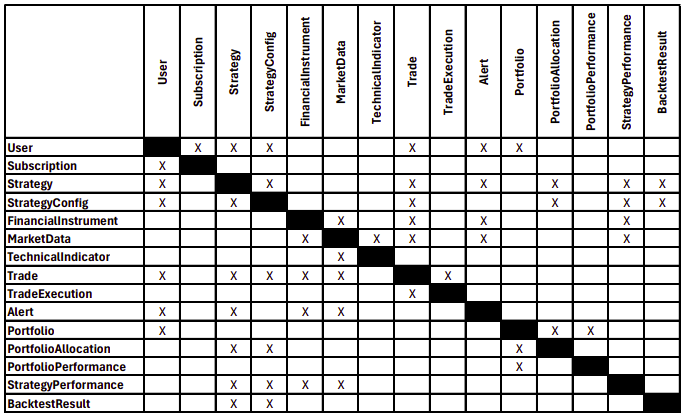 User Subscription Strategy StrategyConfig FinancialInstrument MarketData TechnicalIndicator Trade TradeExecution Alert Portfolio PortfolioAllocation PortfolioPerformance StrategyPerformance BacktestResult
User X X X X X X
Subscription X
Strategy X X X X X X X
StrategyConfig X X X X X X
FinancialInstrument X X X X
MarketData X X X X X
TechnicalIndicator X
Trade X X X X X X
TradeExecution X
Alert X X X X
Portfolio X X X
PortfolioAllocation X X X
PortfolioPerformance X
StrategyPerformance X X X X
BacktestResult X X